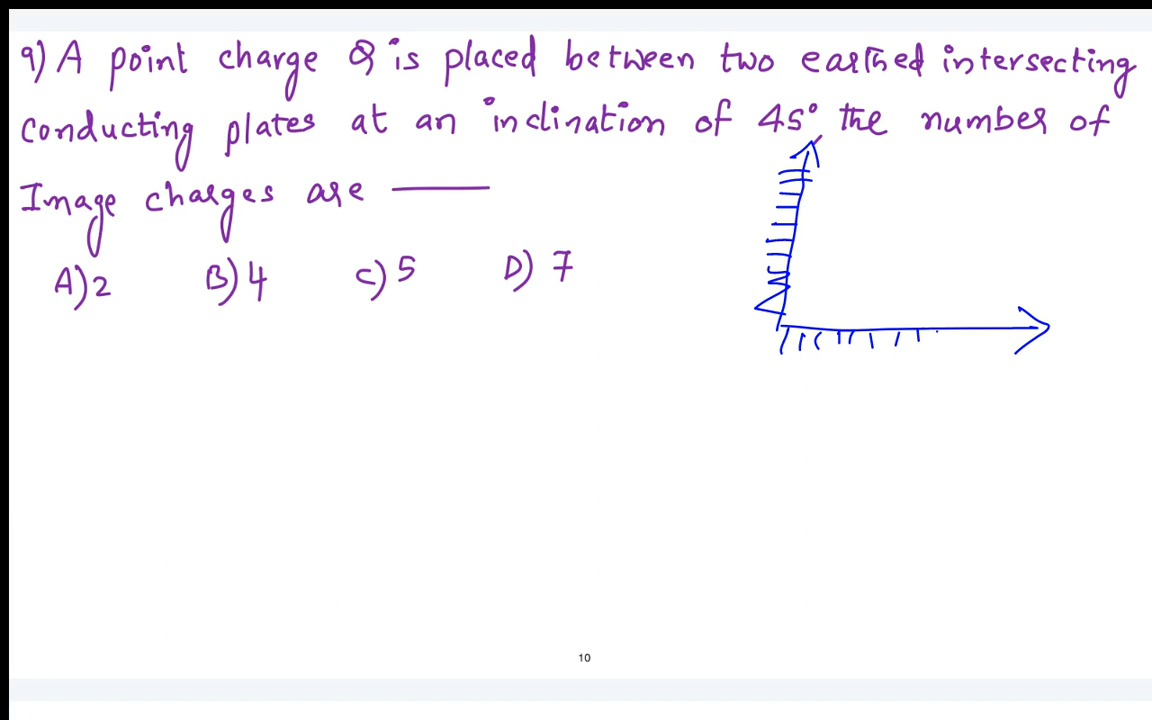 9) A point charge Q is placed between two earthed intersecting
conducting plates at an inclination of 45° the number of
Image charges are ———
A) 2 B) 4 C) 5 D) 7
10